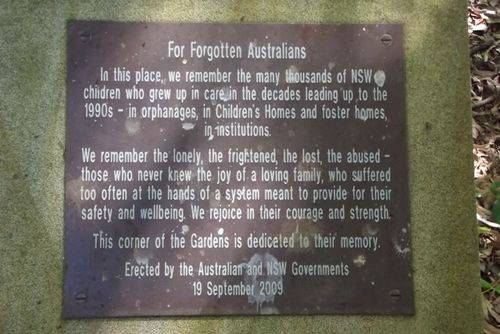 For Forgotten Australians
In this place, we remember the many thousands of NSW
children who grew up in care in the decades leading up to the
1990s - in orphanages, in Children's Homes and foster homes,
in institutions.
We remember the lonely, the frightened, the lost, the abused -
those who never knew the joy of a loving family, who suffered
too often at the hands of a system meant to provide for their
safety and wellbeing. We rejoice in their courage and strength.
This corner of the Gardens is dedicated to their memory.
Erected by the Australian and NSW Governments
19 September 2009